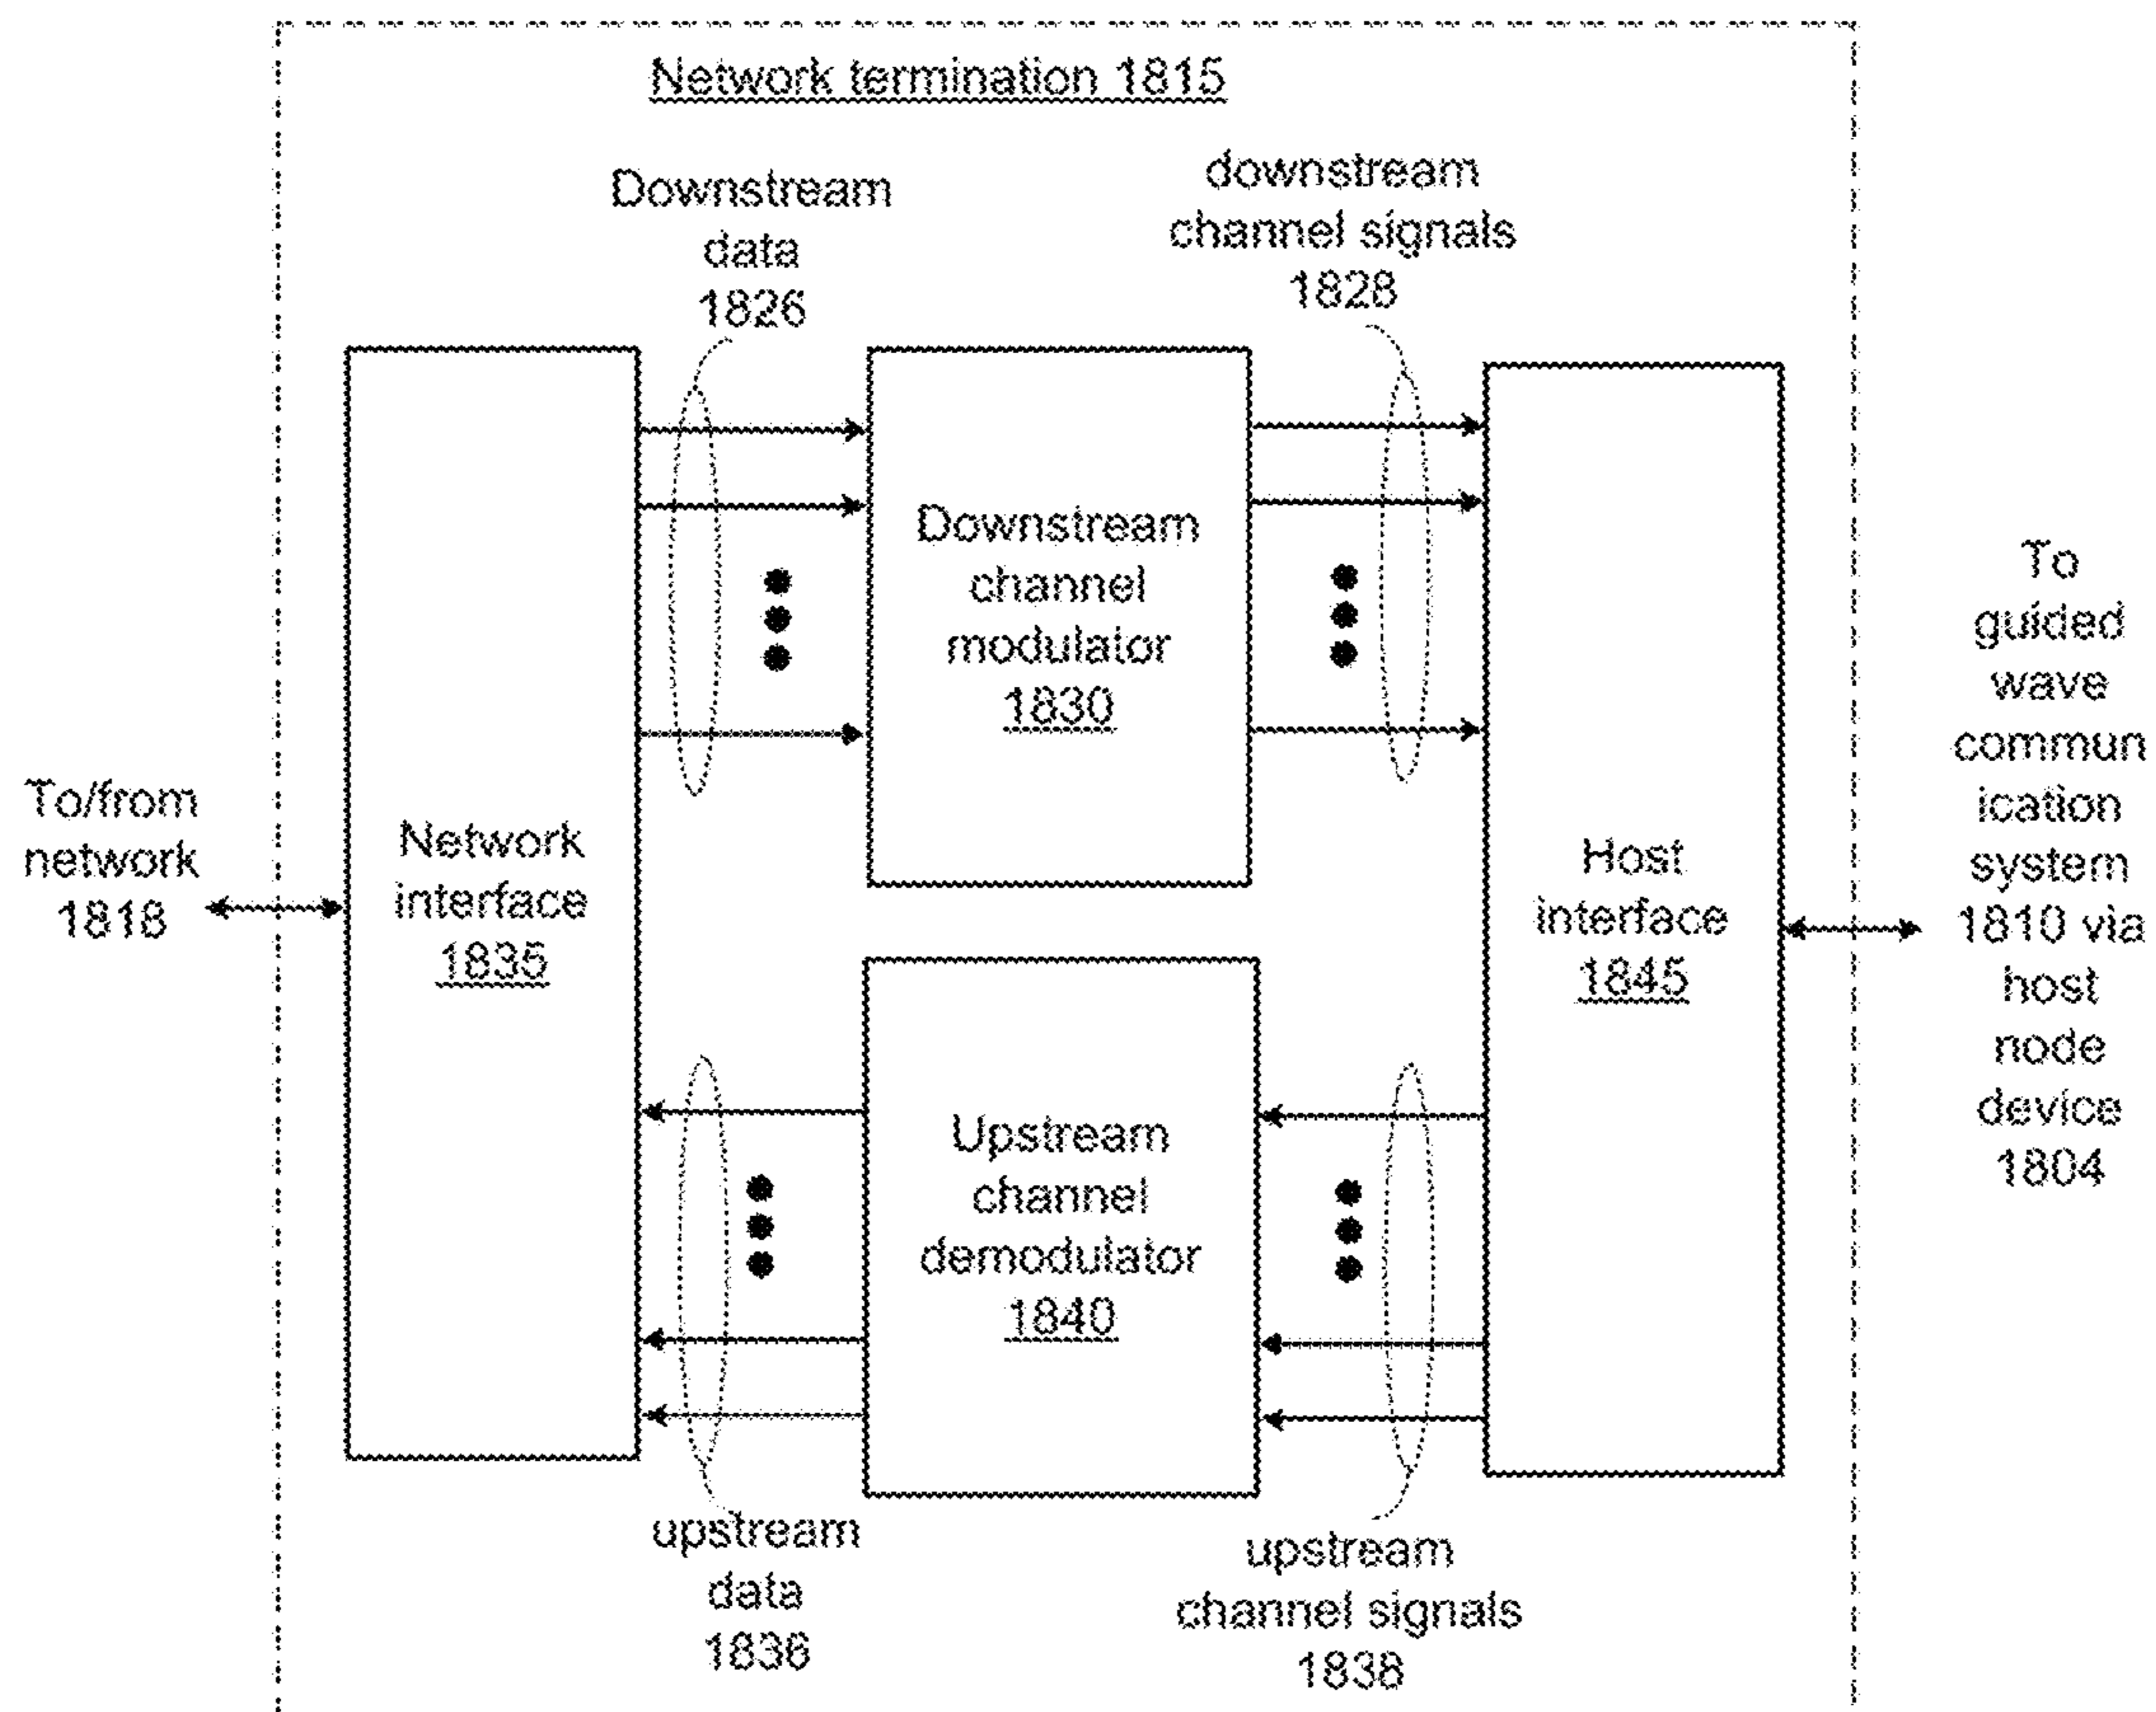 Network termination 1815
Downstream
data
1826
downstream
channel signals
1828
Downstream
channel
modulator
1830
To/from
network
1818
Network
interface
1835
Host
interface
1845
To
guided
wave
commun
ication
system
1810 via
host
node
device
1804
Upstream
channel
demodulator
1840
upstream
data
1836
upstream
channel signals
1838